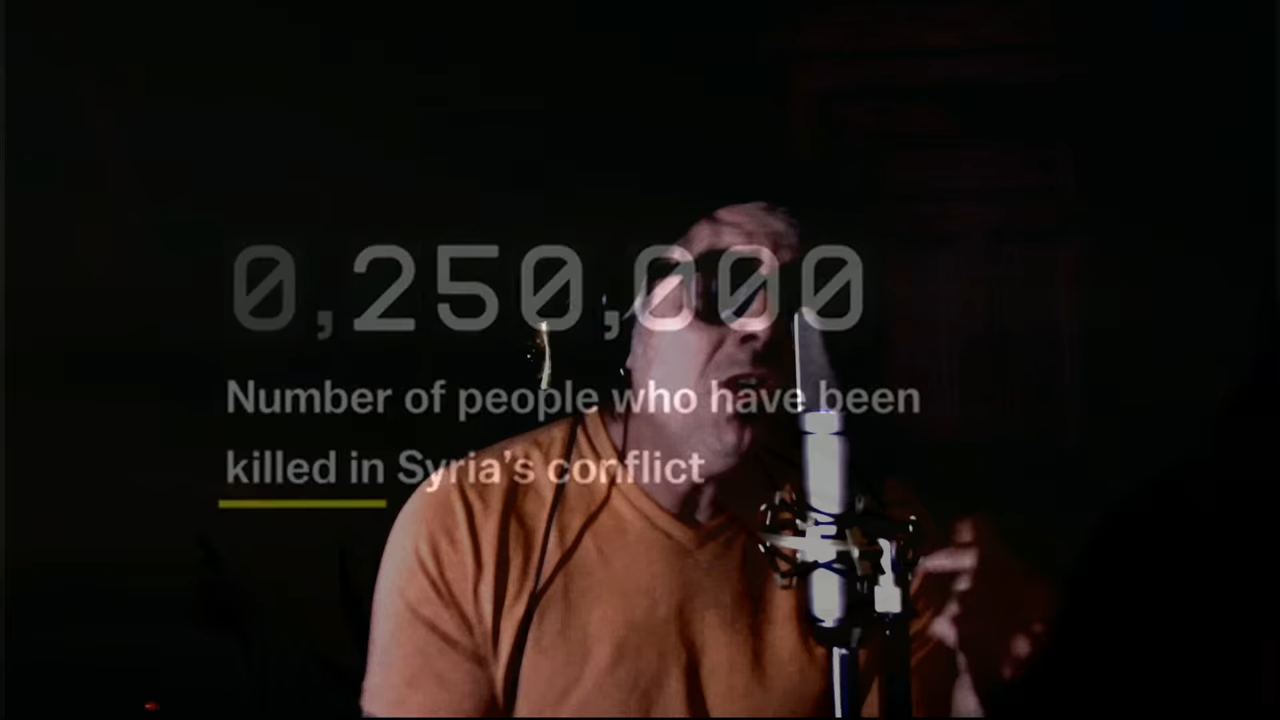 0,250,000
Number of people who have been
killed in Syria's conflict